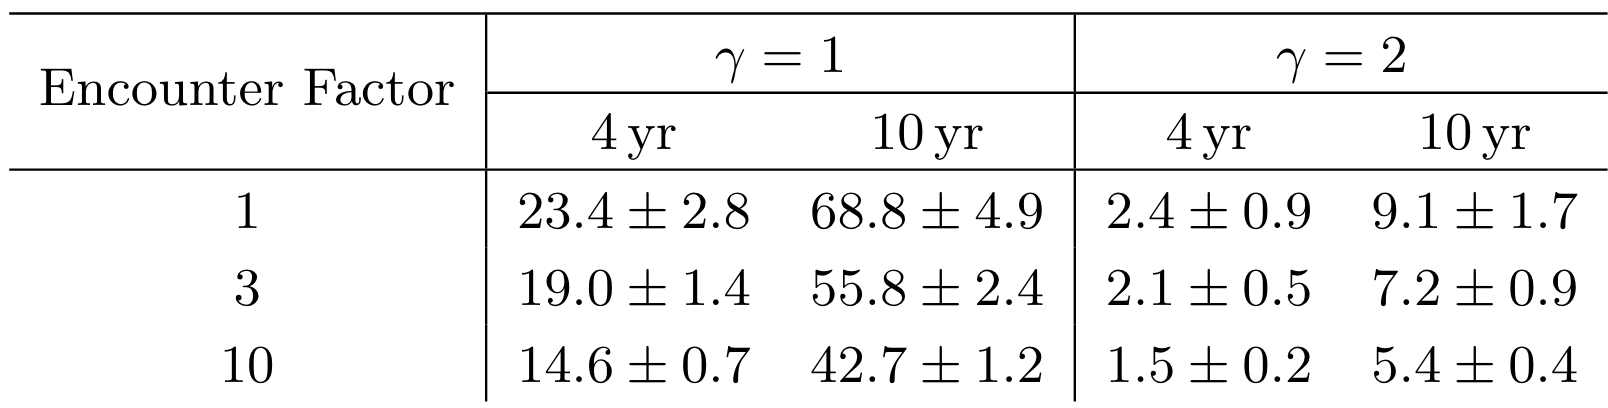 Encounter Factor γ = 1 γ = 2
4 yr 10 yr 4 yr 10 yr
1 23.4 ± 2.8 68.8 ± 4.9 2.4 ± 0.9 9.1 ± 1.7
3 19.0 ± 1.4 55.8 ± 2.4 2.1 ± 0.5 7.2 ± 0.9
10 14.6 ± 0.7 42.7 ± 1.2 1.5 ± 0.2 5.4 ± 0.4